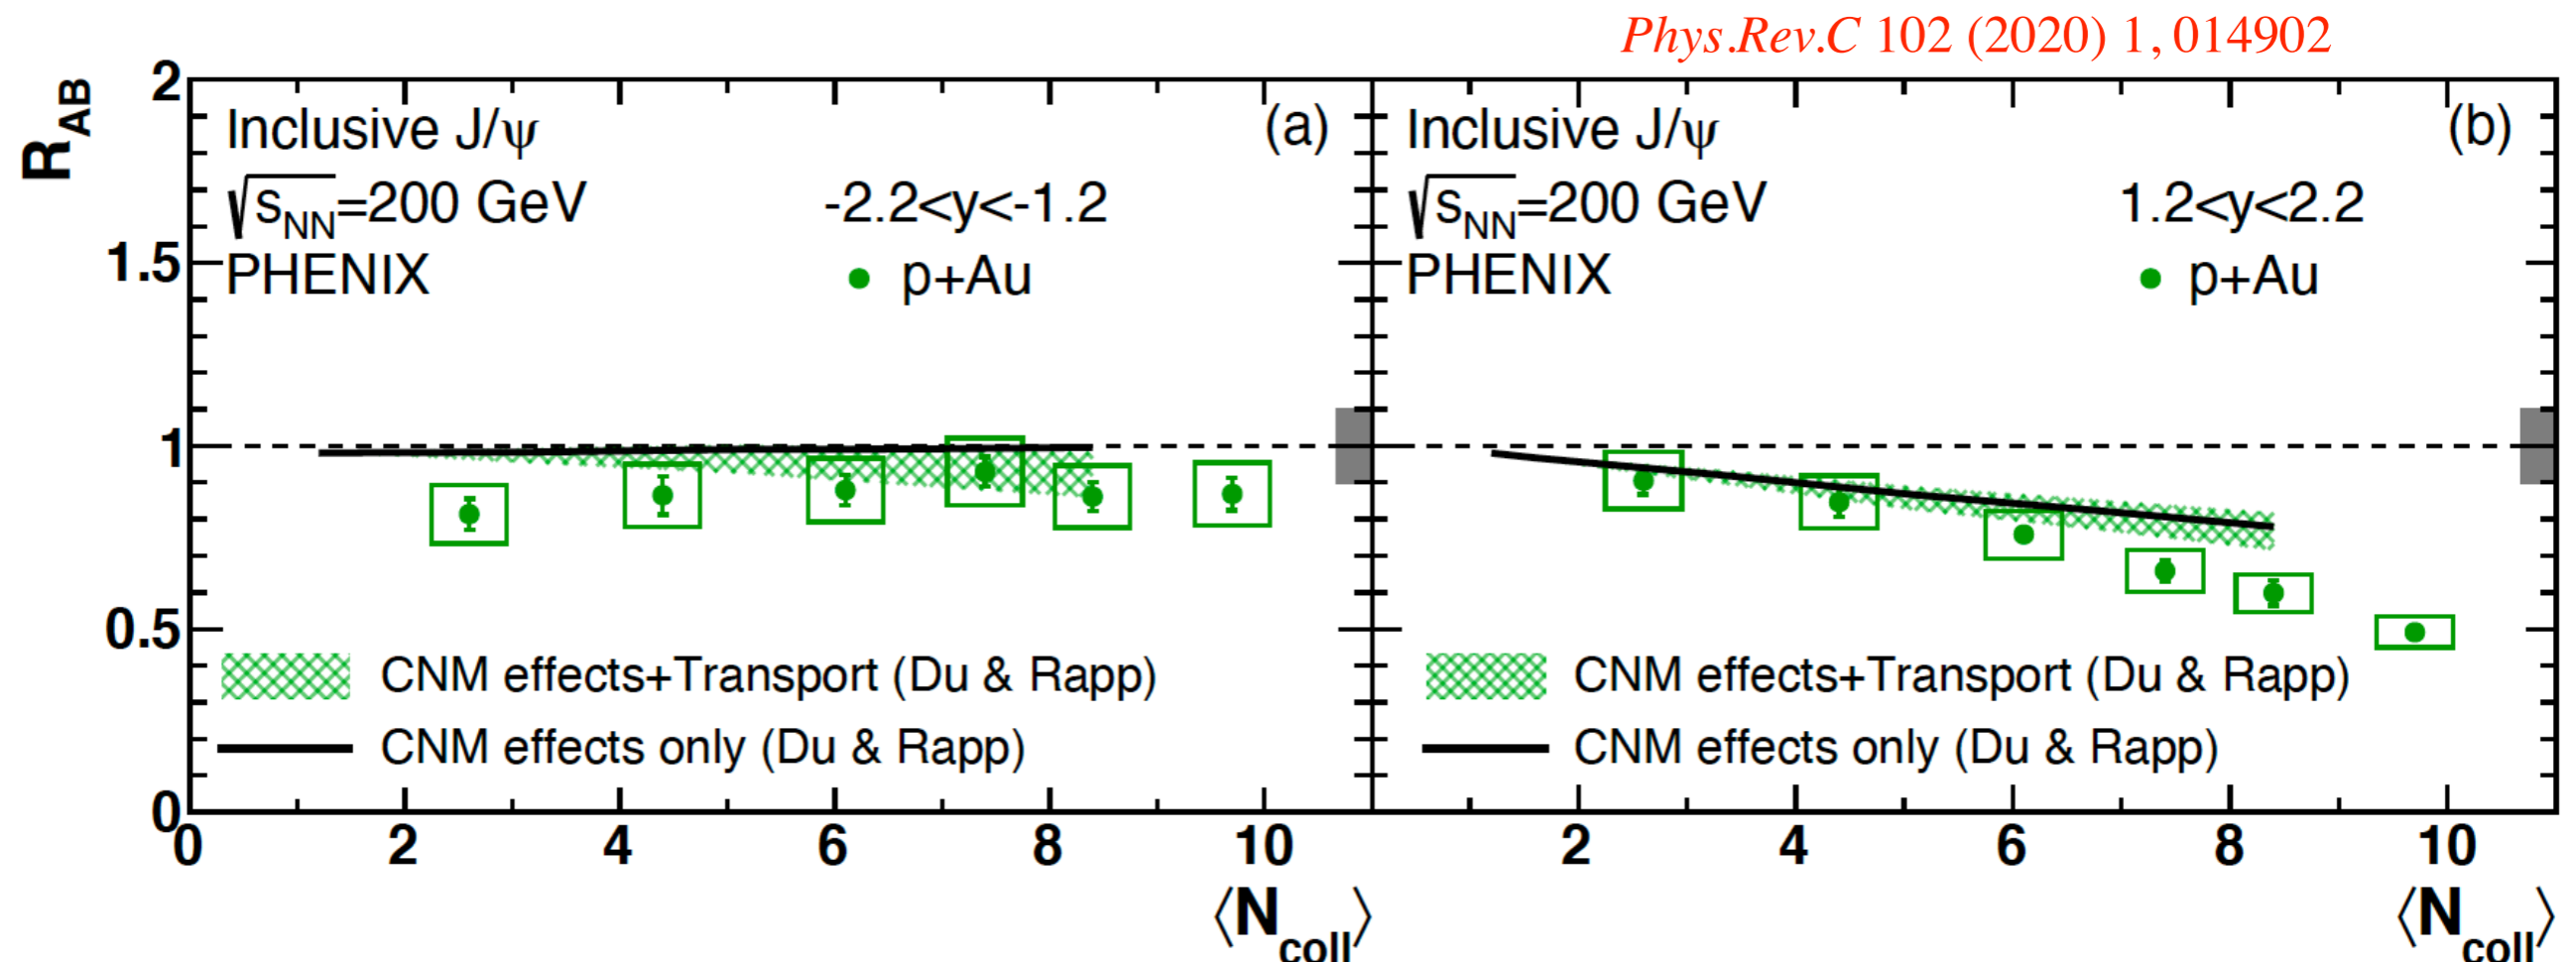 Phys.Rev.C 102 (2020) 1, 014902
R_AB
2
1.5
1
0.5
0
Inclusive J/ψ
(a)
√s_NN=200 GeV
-2.2<y<-1.2
PHENIX
p+Au
CNM effects+Transport (Du & Rapp)
CNM effects only (Du & Rapp)
0 2 4 6 8 10
⟨N_coll⟩
Inclusive J/ψ
(b)
√s_NN=200 GeV
1.2<y<2.2
PHENIX
p+Au
CNM effects+Transport (Du & Rapp)
CNM effects only (Du & Rapp)
2 4 6 8 10
⟨N_coll⟩